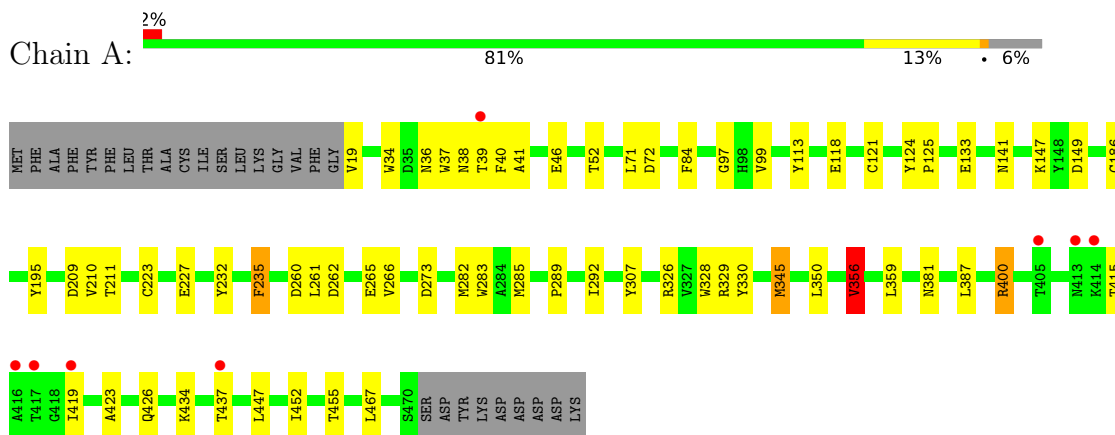 2%
Chain A:
81% 13% • 6%
MET PHE ALA PHE TYR PHE LEU THR ALA CYS ILE SER LEU LYS GLY VAL PHE GLY V19 W34 D35 N36 W37 N38 T39 F40 A41 E46 T52 L71 D72 F84 G97 H98 V99 Y113 E118 C121 Y124 P125 E133 N141 K147 Y148 D149 C186
Y195 D209 V210 T211 C223 E227 Y232 F235 D260 L261 D262 E265 V266 D273 M282 W283 A284 M285 P289 I292 Y307 R326 V327 W328 R329 Y330 M345 L350 V356 L359 N381 L387 R400 T405 N413 K414 T415
A416 T417 G418 I419 A423 Q426 K434 T437 L447 I452 T455 L467 S470 SER ASP TYR LYS ASP ASP ASP ASP LYS